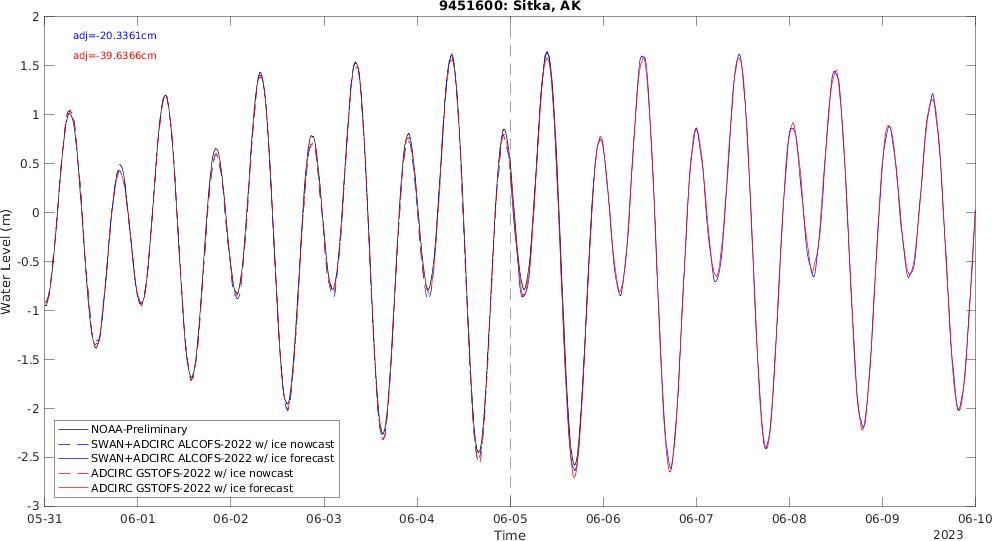 9451600: Sitka, AK
adj=-20.3361cm
adj=-39.6366cm
Water Level (m)
2
1.5
1
0.5
0
-0.5
-1
-1.5
-2
-2.5
-3
NOAA-Preliminary
SWAN+ADCIRC ALCOFS-2022 w/ ice nowcast
SWAN+ADCIRC ALCOFS-2022 w/ ice forecast
ADCIRC GSTOFS-2022 w/ ice nowcast
ADCIRC GSTOFS-2022 w/ ice forecast
05-31 06-01 06-02 06-03 06-04 06-05 06-06 06-07 06-08 06-09 06-10
Time
2023